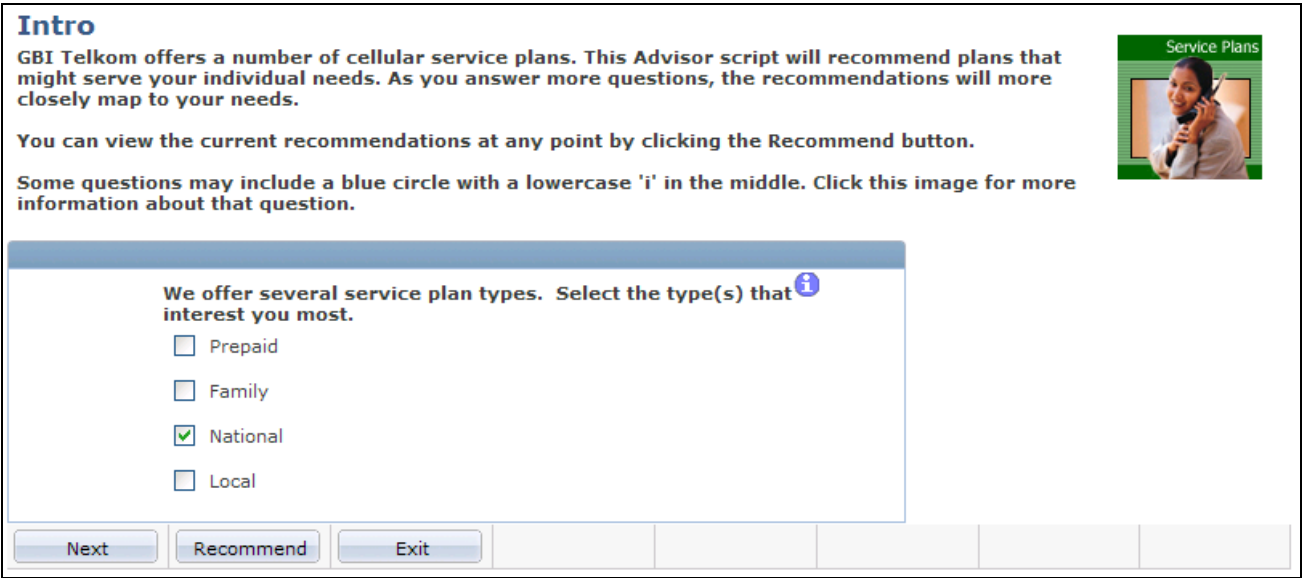 Intro
GBI Telkom offers a number of cellular service plans. This Advisor script will recommend plans that
might serve your individual needs. As you answer more questions, the recommendations will more
closely map to your needs.
You can view the current recommendations at any point by clicking the Recommend button.
Some questions may include a blue circle with a lowercase 'i' in the middle. Click this image for more
information about that question.
Service Plans
We offer several service plan types. Select the type(s) that i
interest you most.
Prepaid
Family
National
Local
Next Recommend Exit